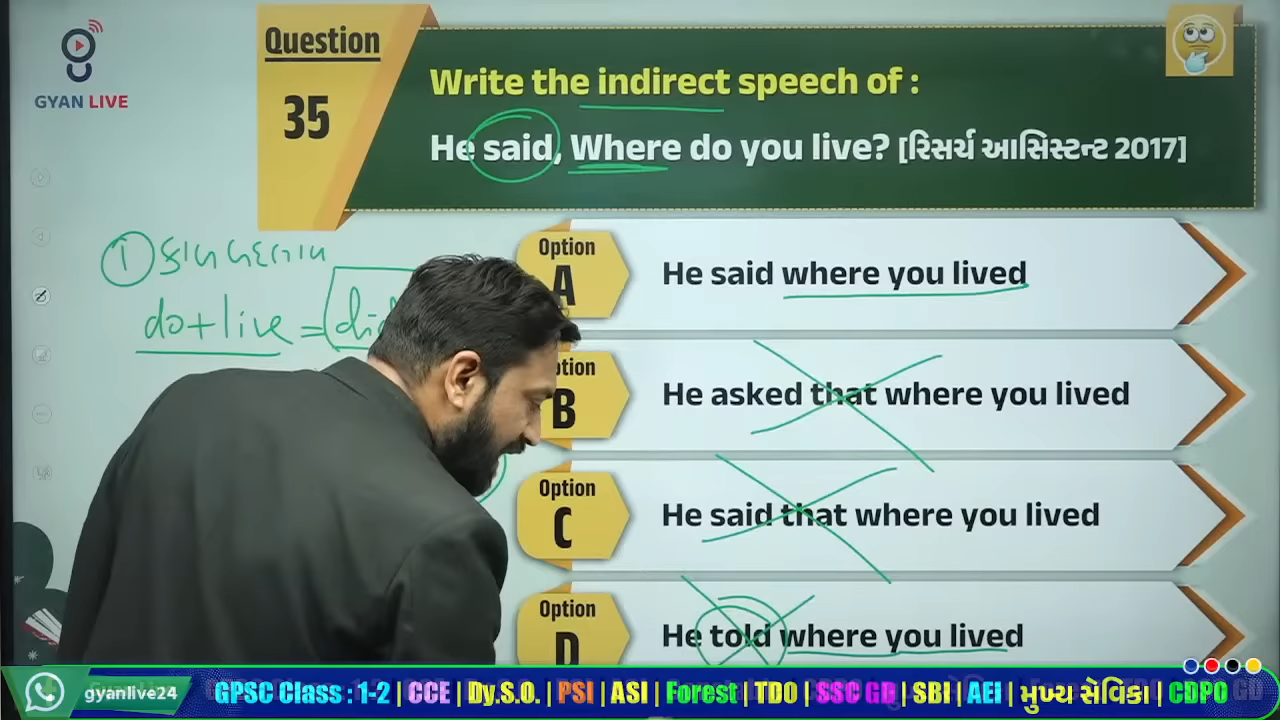 GYAN LIVE
Question
35
Write the indirect speech of :
He said, Where do you live? [રિસર્ચ આસિસ્ટન્ટ 2017]
① કાળ બદલાય
do + live =
Option
A
He said where you lived
B
He asked that where you lived
Option
C
He said that where you lived
Option
D
He told where you lived
gyanlive24
GPSC Class : 1-2 | CCE | Dy.S.O. | PSI | ASI | Forest | TDO | SSC GD | SBI | AEI | મુખ્ય સેવિકા | CDPO